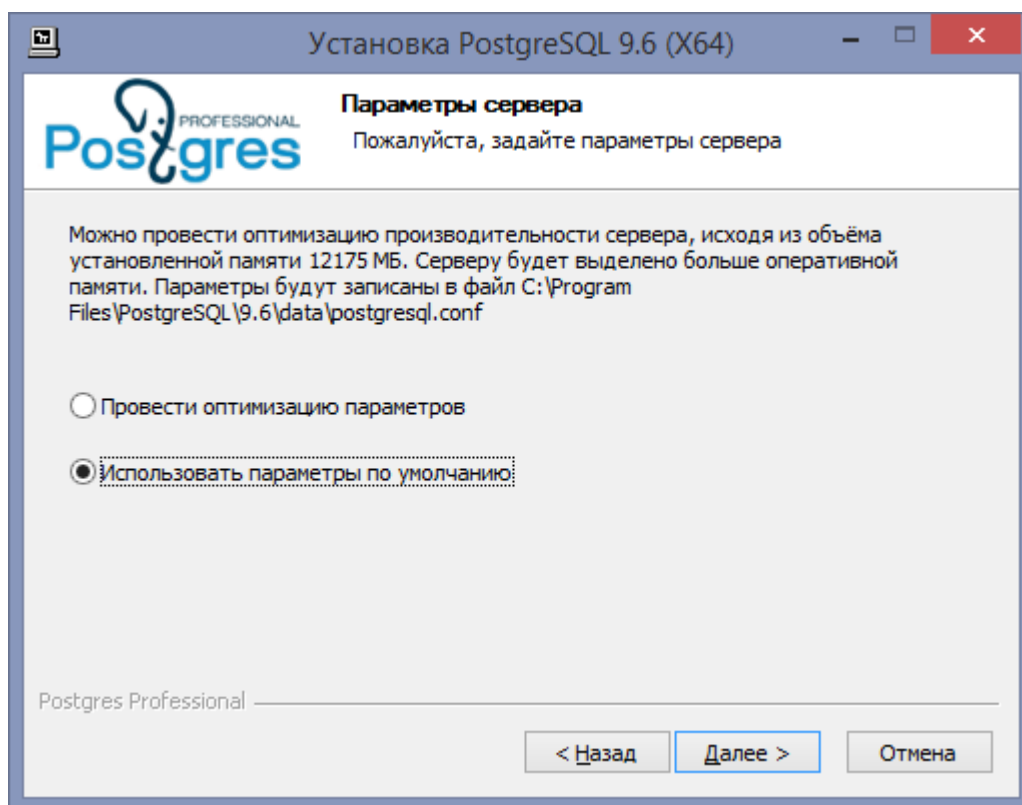 Установка PostgreSQL 9.6 (X64)
PROFESSIONAL
Postgres
Параметры сервера
Пожалуйста, задайте параметры сервера
Можно провести оптимизацию производительности сервера, исходя из объёма
установленной памяти 12175 МБ. Серверу будет выделено больше оперативной
памяти. Параметры будут записаны в файл C:\Program
Files\PostgreSQL\9.6\data\postgresql.conf
Провести оптимизацию параметров
Использовать параметры по умолчанию
Postgres Professional
< Назад
Далее >
Отмена